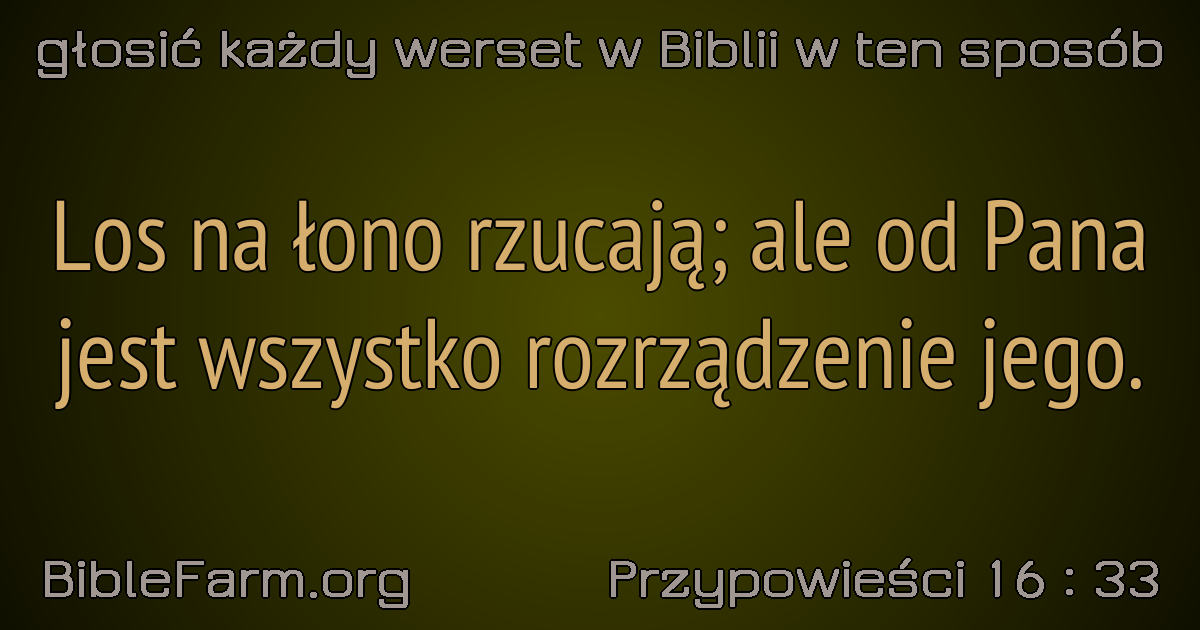 głosić każdy werset w Biblii w ten sposób
Los na łono rzucają; ale od Pana
jest wszystko rozrządzenie jego.
BibleFarm.org
Przypowieści 16 : 33